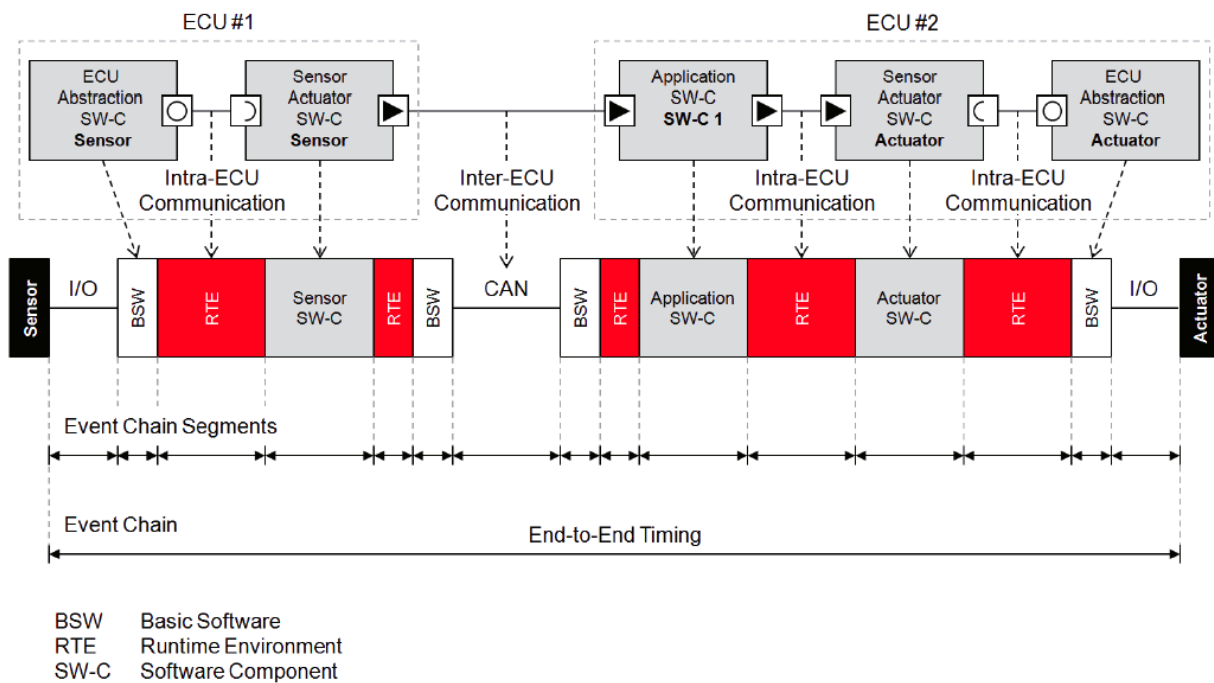 ECU #1
ECU #2
ECU
Abstraction
SW-C
Sensor
Sensor
Actuator
SW-C
Sensor
Application
SW-C
SW-C 1
Sensor
Actuator
SW-C
Actuator
ECU
Abstraction
SW-C
Actuator
Intra-ECU
Communication
Inter-ECU
Communication
Intra-ECU
Communication
Intra-ECU
Communication
Sensor
I/O
BSW
RTE
Sensor
SW-C
RTE
BSW
CAN
BSW
RTE
Application
SW-C
RTE
Actuator
SW-C
RTE
BSW
I/O
Actuator
Event Chain Segments
Event Chain
End-to-End Timing
BSW Basic Software
RTE Runtime Environment
SW-C Software Component